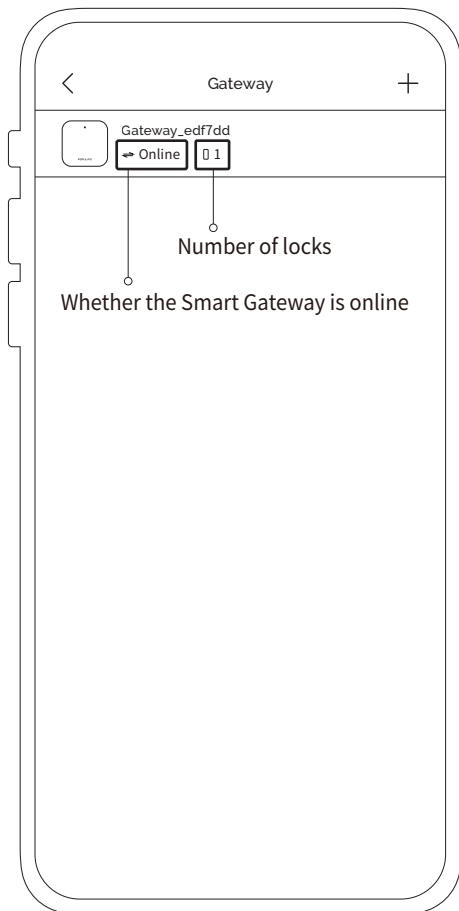 Gateway
Gateway_edf7dd
Online 1
Number of locks
Whether the Smart Gateway is online